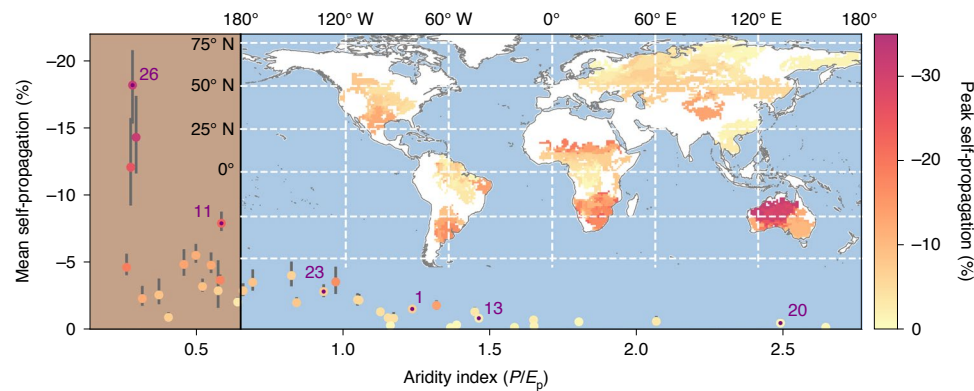 180° 120° W 60° W 0° 60° E 120° E 180°
–20 –15 –10 –5 0
Mean self-propagation (%)
75° N
50° N
25° N
0°
26
11
23
1
13
20
0.5 1.0 1.5 2.0 2.5
Aridity index (P/Ep)
–30 –20 –10 0
Peak self-propagation (%)